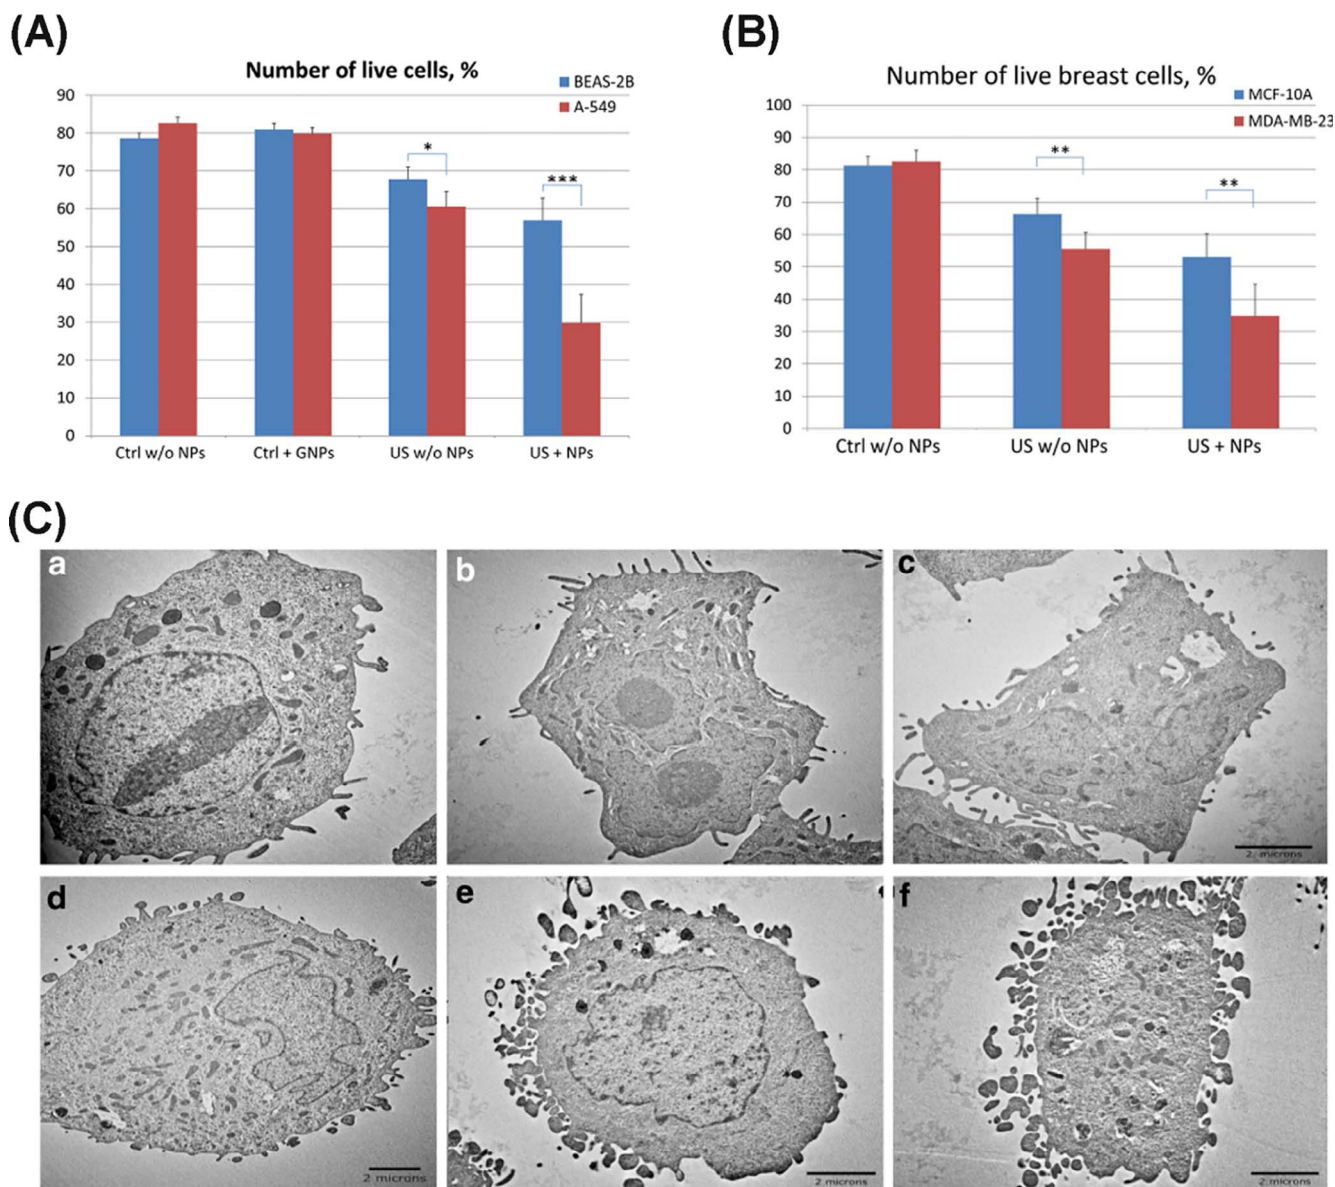 (A)
Number of live cells, %
BEAS-2B
A-549
90
80
70
60
50
40
30
20
10
0
*
***
Ctrl w/o NPs
Ctrl + GNPs
US w/o NPs
US + NPs
(B)
Number of live breast cells, %
MCF-10A
MDA-MB-23
100
90
80
70
60
50
40
30
20
10
0
**
**
Ctrl w/o NPs
US w/o NPs
US + NPs
(C)
a
b
c
2 microns
d
2 microns
e
2 microns
f
2 microns